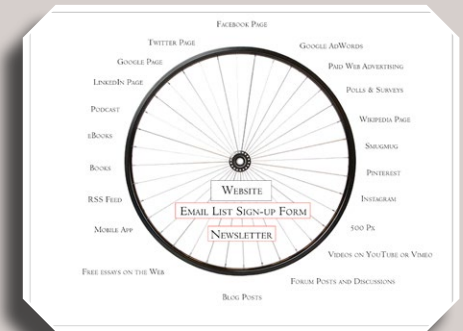 Facebook Page
Twitter Page
Google AdWords
Google Page
Paid Web Advertising
LinkedIn Page
Polls & Surveys
Podcast
Wikipedia Page
eBooks
Smugmug
Books
Pinterest
Website
RSS Feed
Instagram
Email List Sign-up Form
Mobile App
500 Px
Newsletter
Videos on YouTube or Vimeo
Free essays on the Web
Forum Posts and Discussions
Blog Posts